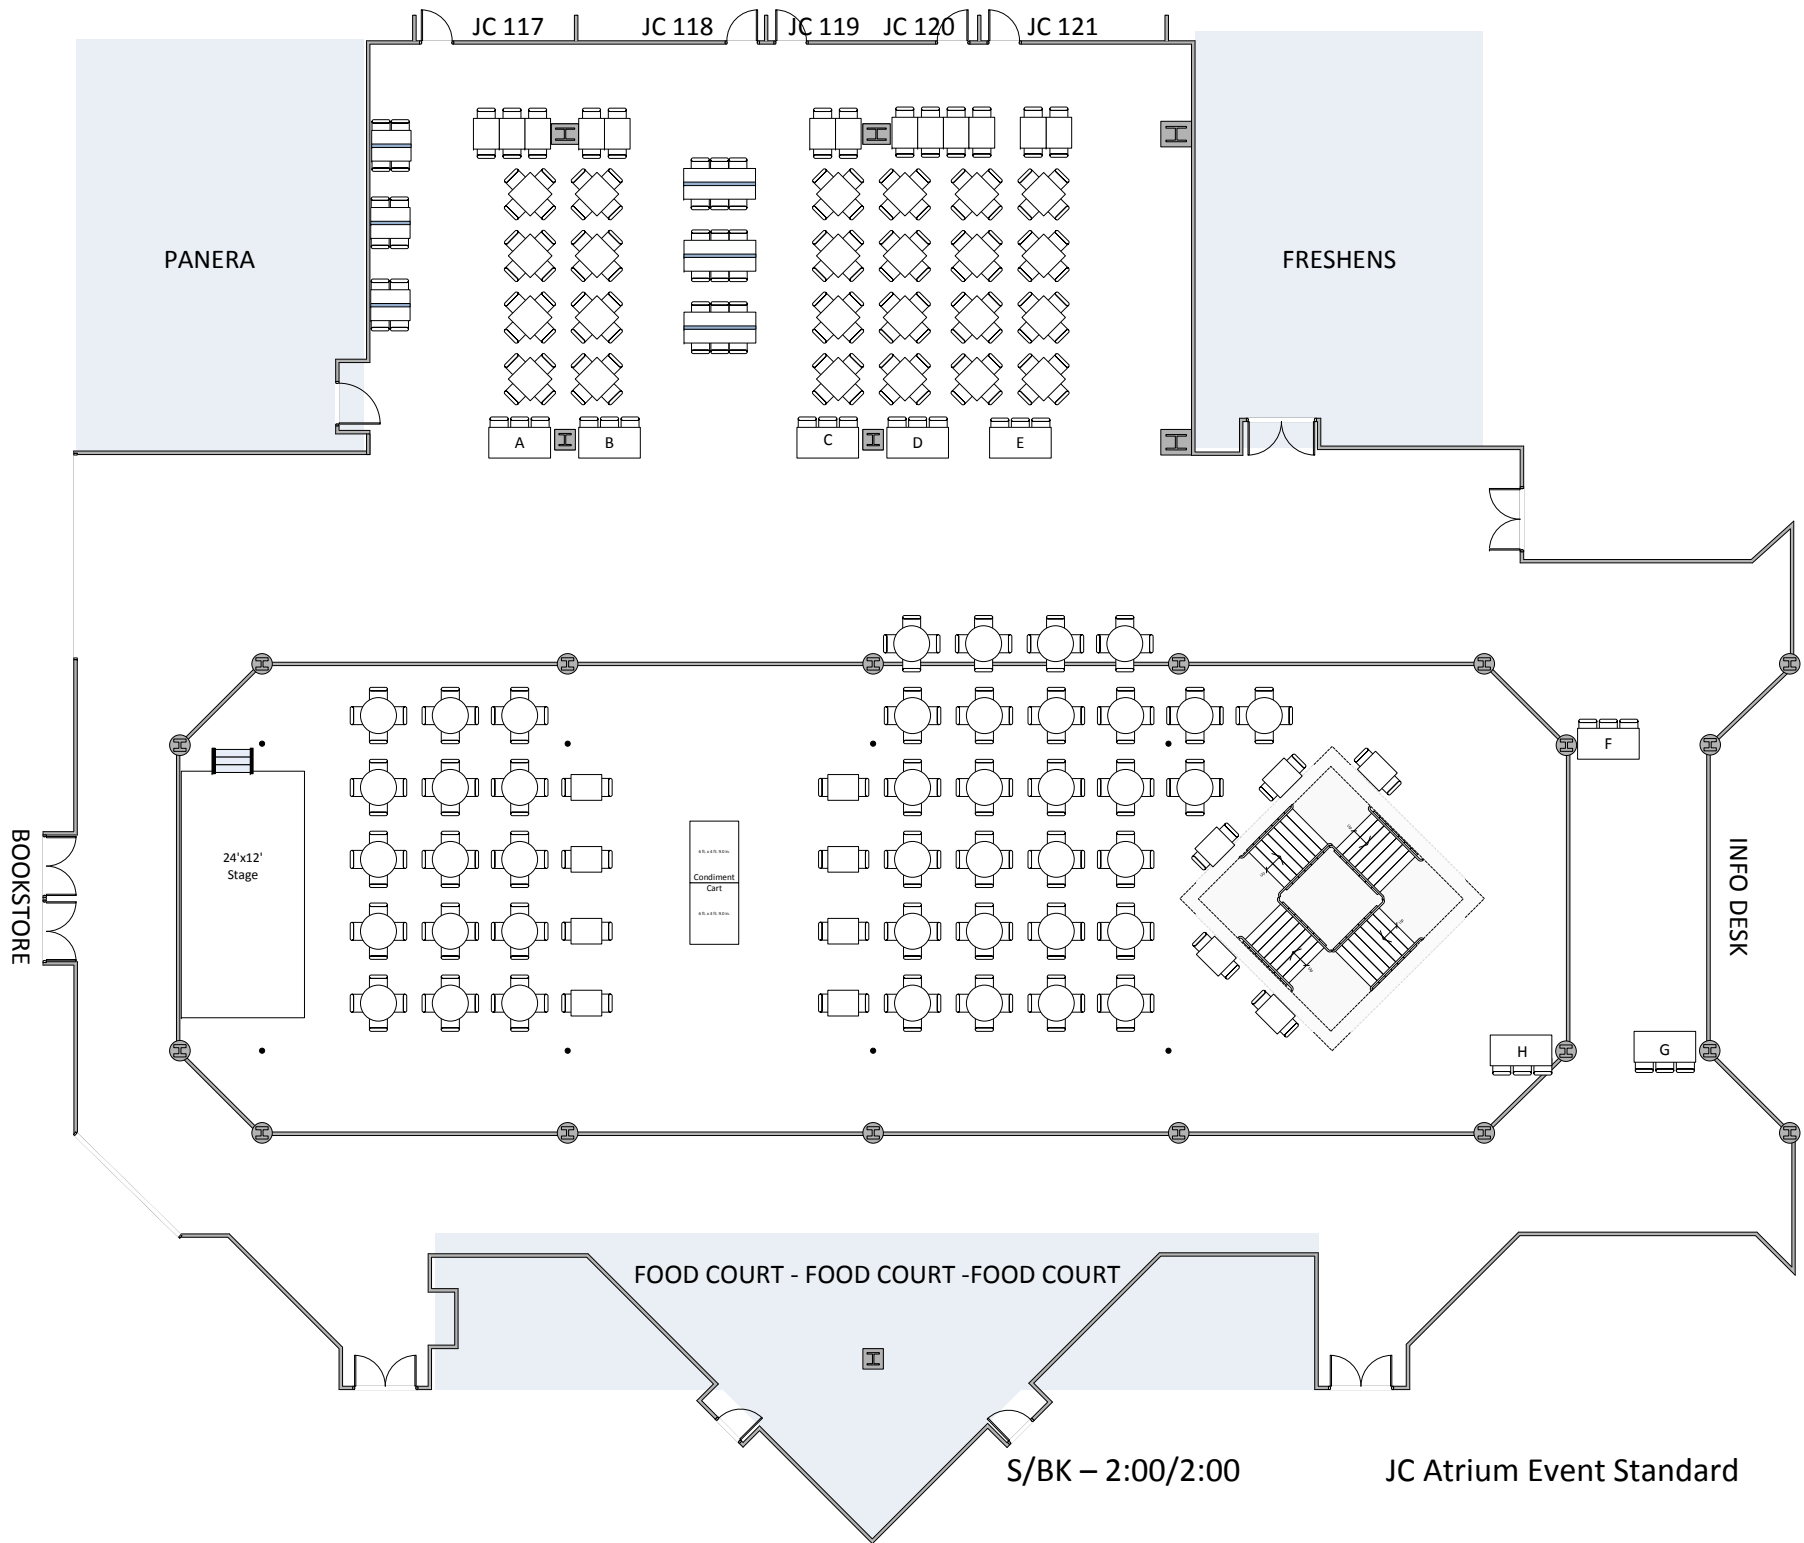 JC 117
JC 118
JC 119
JC 120
JC 121
PANERA
FRESHENS
A
B
C
D
E
F
BOOKSTORE
24'x12'
Stage
Condiment
Cart
INFO DESK
H
G
FOOD COURT - FOOD COURT -FOOD COURT
S/BK – 2:00/2:00
JC Atrium Event Standard